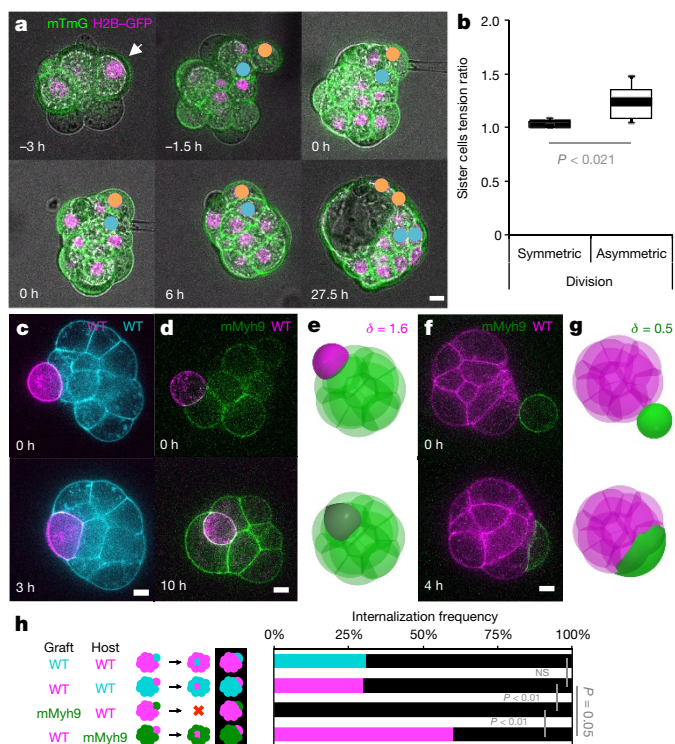 a
mTmG H2B–GFP
–3 h
–1.5 h
0 h
0 h
6 h
27.5 h
b
Sister cells tension ratio
2.0
1.5
1.0
0.5
0
P < 0.021
Symmetric Asymmetric
Division
c
WT WT
0 h
3 h
d
mMyh9 WT
0 h
10 h
e
δ = 1.6
f
mMyh9 WT
0 h
4 h
g
δ = 0.5
h
Graft Host
WT WT
WT WT
mMyh9 WT
WT mMyh9
Internalization frequency
0% 25% 50% 75% 100%
NS
P < 0.01
P < 0.01
P = 0.05